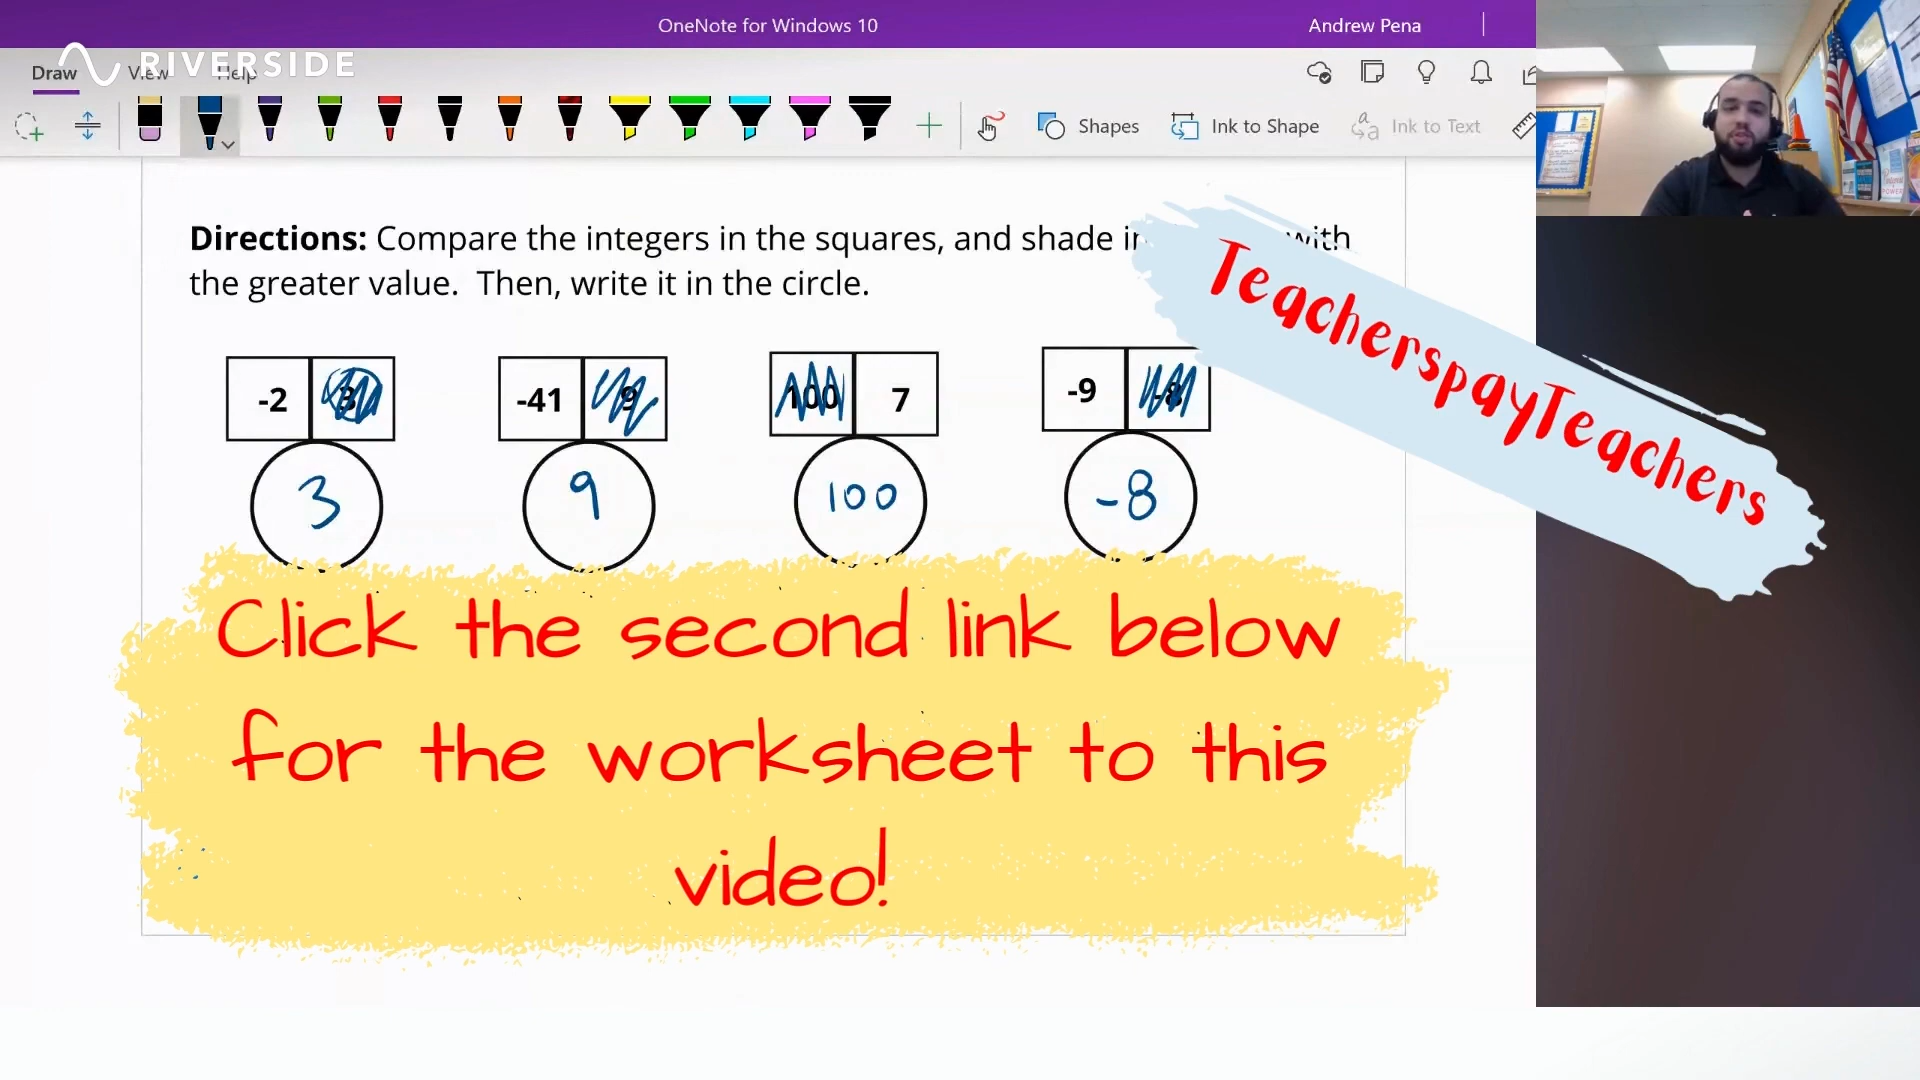 OneNote for Windows 10
Andrew Pena
RIVERSIDE
Draw View Help
Shapes Ink to Shape Ink to Text
Directions: Compare the integers in the squares, and shade in with
the greater value. Then, write it in the circle.
TeacherspayTeachers
-2 3 -41 9 100 7 -9 -8
3 9 100 -8
Click the second link below
for the worksheet to this
video!